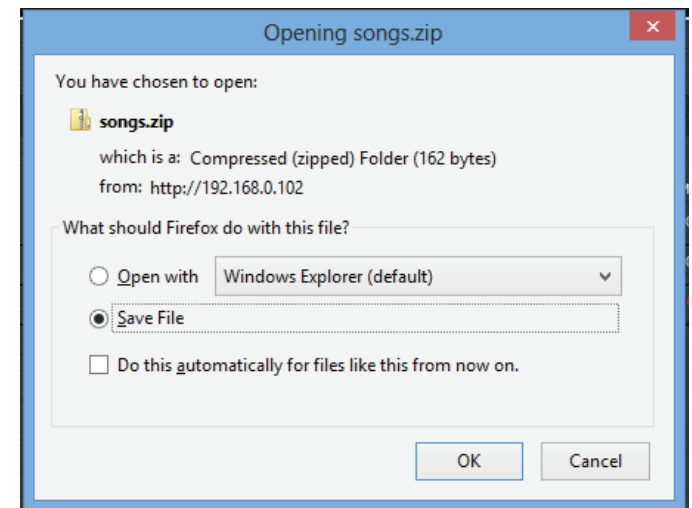 Opening songs.zip
You have chosen to open:
songs.zip
which is a: Compressed (zipped) Folder (162 bytes)
from: http://192.168.0.102
What should Firefox do with this file?
Open with Windows Explorer (default)
Save File
Do this automatically for files like this from now on.
OK Cancel